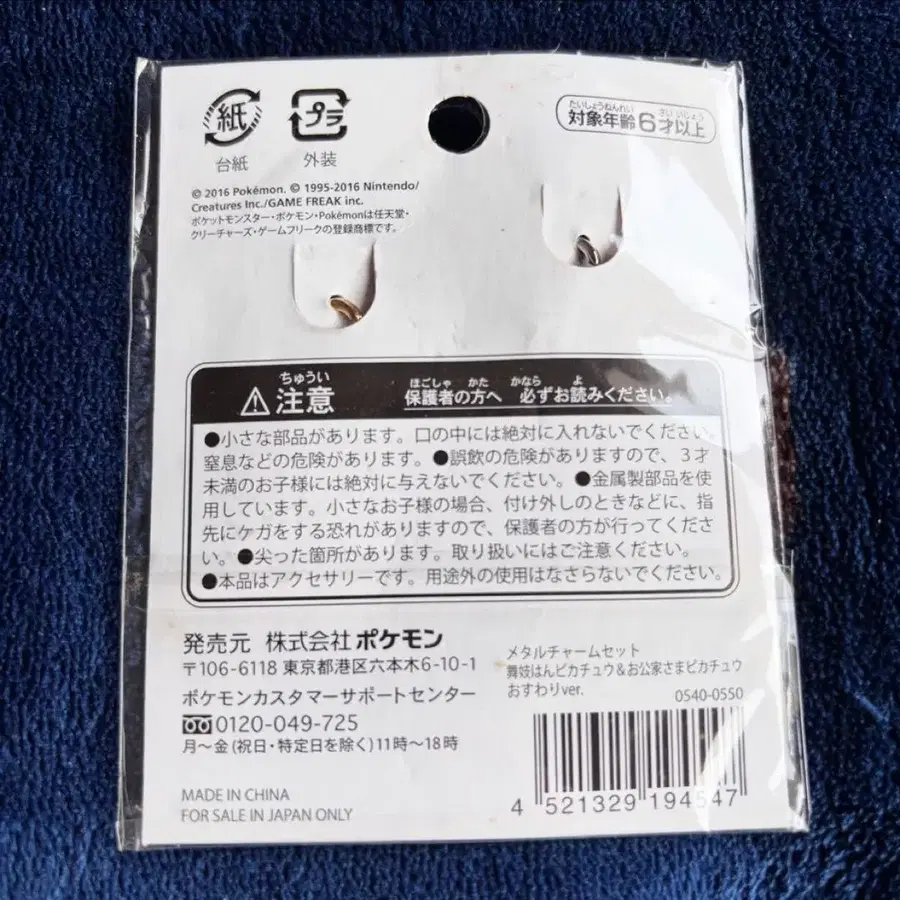 紙
プラ
台紙
外装
たいしょうねんれい さい いじょう
対象年齢6才以上
© 2016 Pokémon. © 1995-2016 Nintendo/
Creatures Inc./GAME FREAK inc.
ポケットモンスター・ポケモン・Pokémonは任天堂・
クリーチャーズ・ゲームフリークの登録商標です。
ちゅうい
⚠注意
ほごしゃ かた かなら よ
保護者の方へ 必ずお読みください。
●小さな部品があります。口の中には絶対に入れないでください。
窒息などの危険があります。●誤飲の危険がありますので、3才
未満のお子様には絶対に与えないでください。●金属製部品を使
用しています。小さなお子様の場合、付け外しのときなどに、指
先にケガをする恐れがありますので、保護者の方が行ってくださ
い。●尖った箇所があります。取り扱いにはご注意ください。
●本品はアクセサリーです。用途外の使用はなさらないでください。
発売元 株式会社 ポケモン
〒106-6118 東京都港区六本木6-10-1
ポケモンカスタマーサポートセンター
0120-049-725
月～金(祝日・特定日を除く)11時～18時
MADE IN CHINA
FOR SALE IN JAPAN ONLY
メタルチャームセット
舞妓はんピカチュウ&お公家さまピカチュウ
おすわりver.
0540-0550
4 521329 194547